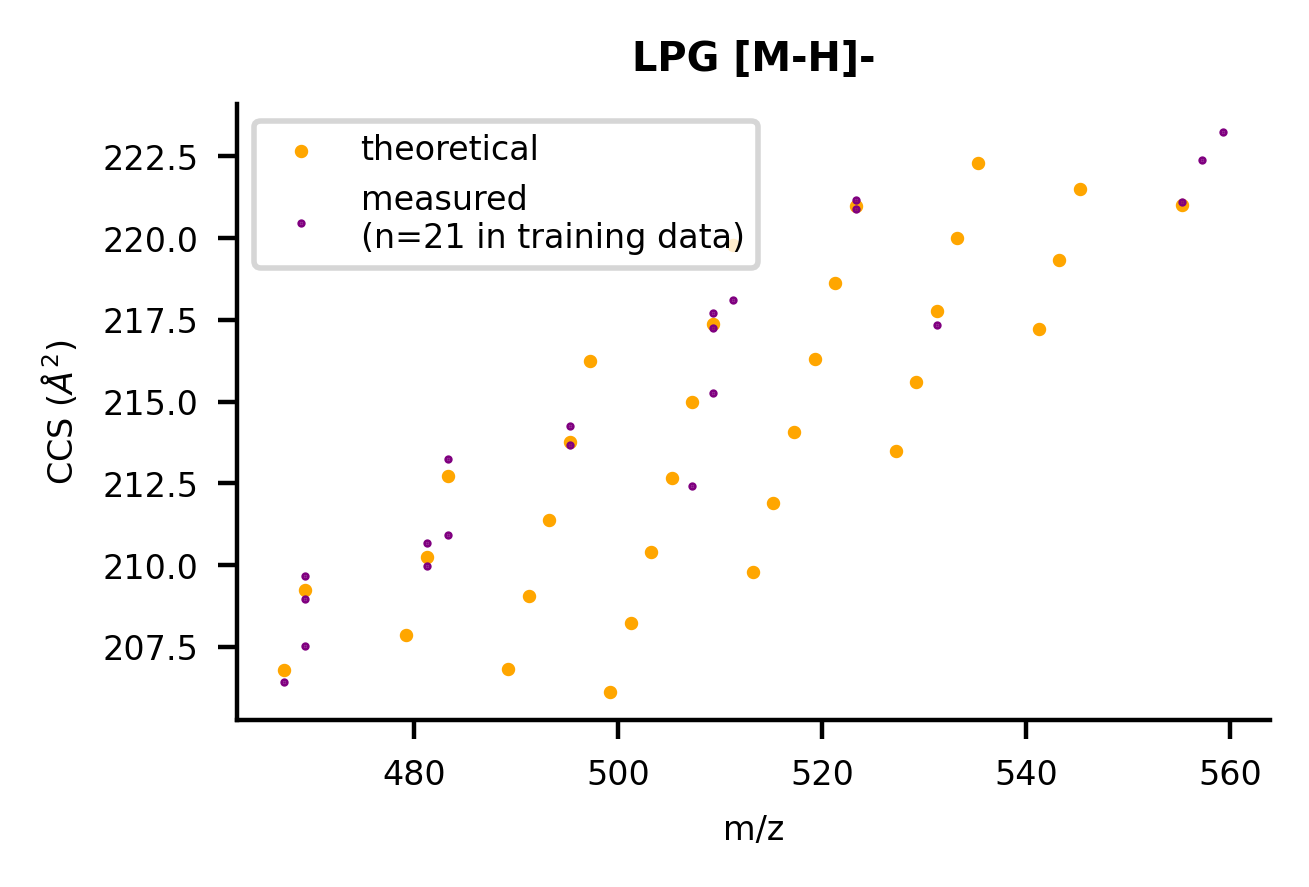 LPG [M-H]-
theoretical
measured
(n=21 in training data)
222.5
220.0
217.5
215.0
212.5
210.0
207.5
CCS (Å²)
480 500 520 540 560
m/z